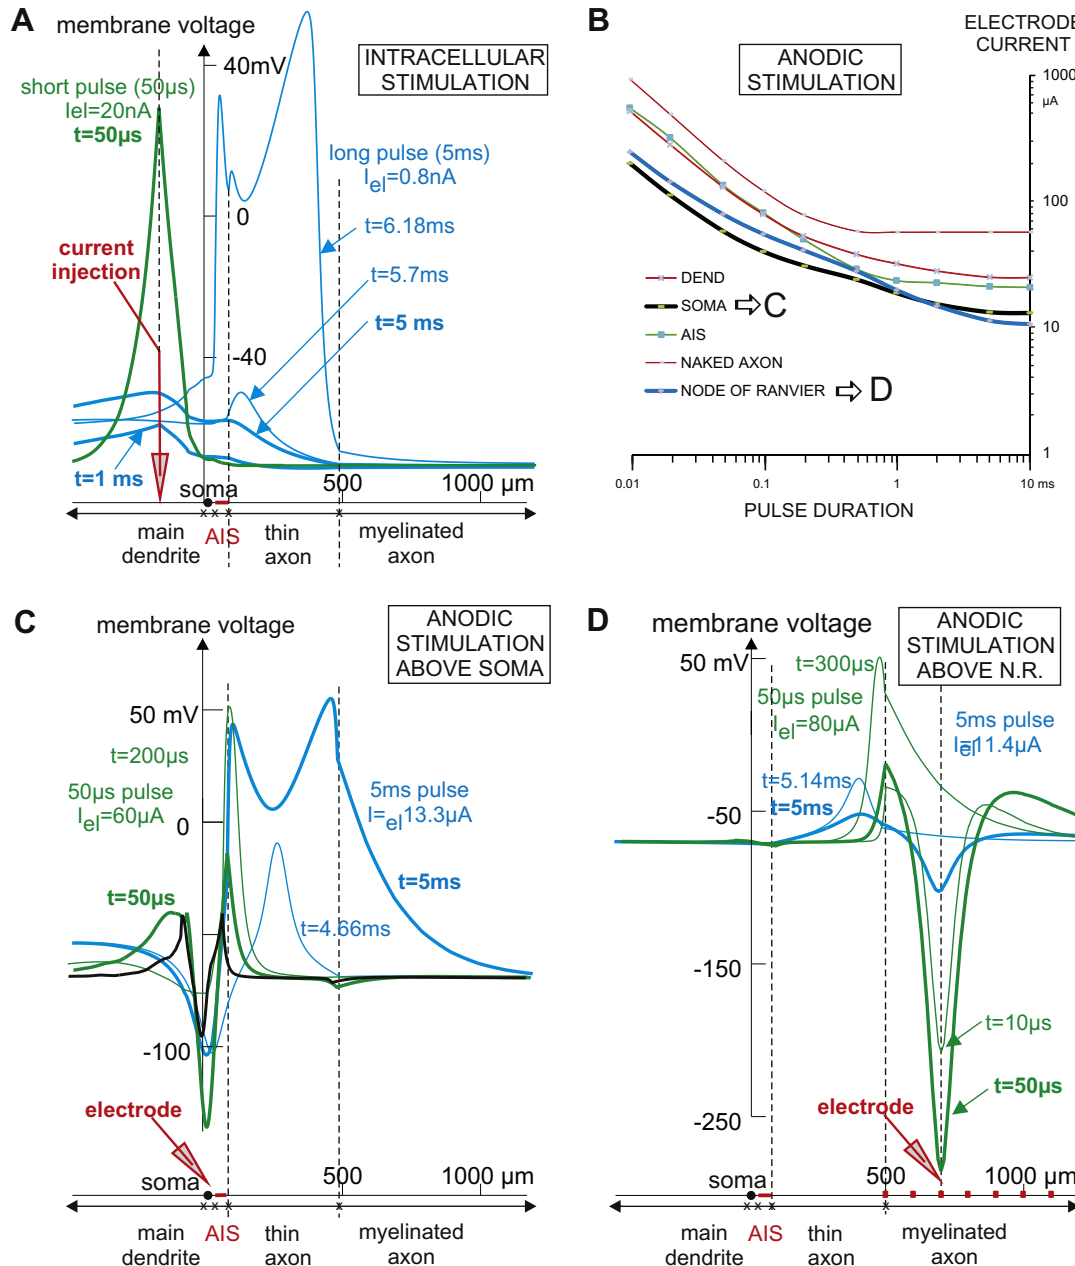 A
membrane voltage
INTRACELLULAR
STIMULATION
40mV
short pulse (50µs)
Iel=20nA
t=50µs
long pulse (5ms)
Iel=0.8nA
0
t=6.18ms
current
injection
t=5.7ms
t=5 ms
-40
t=1 ms
soma
500
1000 µm
main
dendrite
AIS
thin
axon
myelinated
axon
B
ANODIC
STIMULATION
ELECTRODE
CURRENT
1000
µA
100
10
1
DEND
SOMA ⇨ C
AIS
NAKED AXON
NODE OF RANVIER ⇨ D
0.01
0.1
1
10 ms
PULSE DURATION
C
membrane voltage
ANODIC
STIMULATION
ABOVE SOMA
50 mV
t=200µs
50µs pulse
Iel=60µA
5ms pulse
I=el13.3µA
0
t=50µs
t=5ms
t=4.66ms
-100
electrode
soma
500
1000 µm
main
dendrite
AIS
thin
axon
myelinated
axon
D
membrane voltage
ANODIC
STIMULATION
ABOVE N.R.
50 mV
t=300µs
50µs pulse
Iel=80µA
5ms pulse
I=el11.4µA
t=5.14ms
t=5ms
-50
-150
t=10µs
t=50µs
electrode
-250
soma
500
1000 µm
main
dendrite
AIS
thin
axon
myelinated
axon